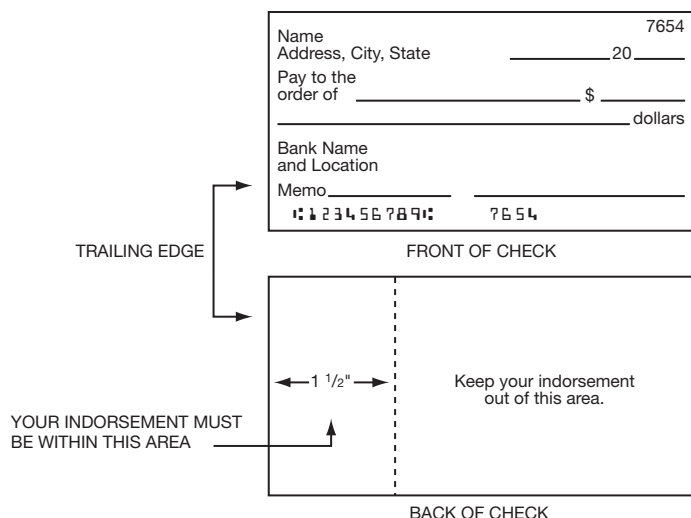 7654
Name
Address, City, State 20
Pay to the
order of $
dollars
Bank Name
and Location
Memo
⑆123456789⑆ 7654
TRAILING EDGE
FRONT OF CHECK
1 1/2"
Keep your indorsement
out of this area.
YOUR INDORSEMENT MUST
BE WITHIN THIS AREA
BACK OF CHECK